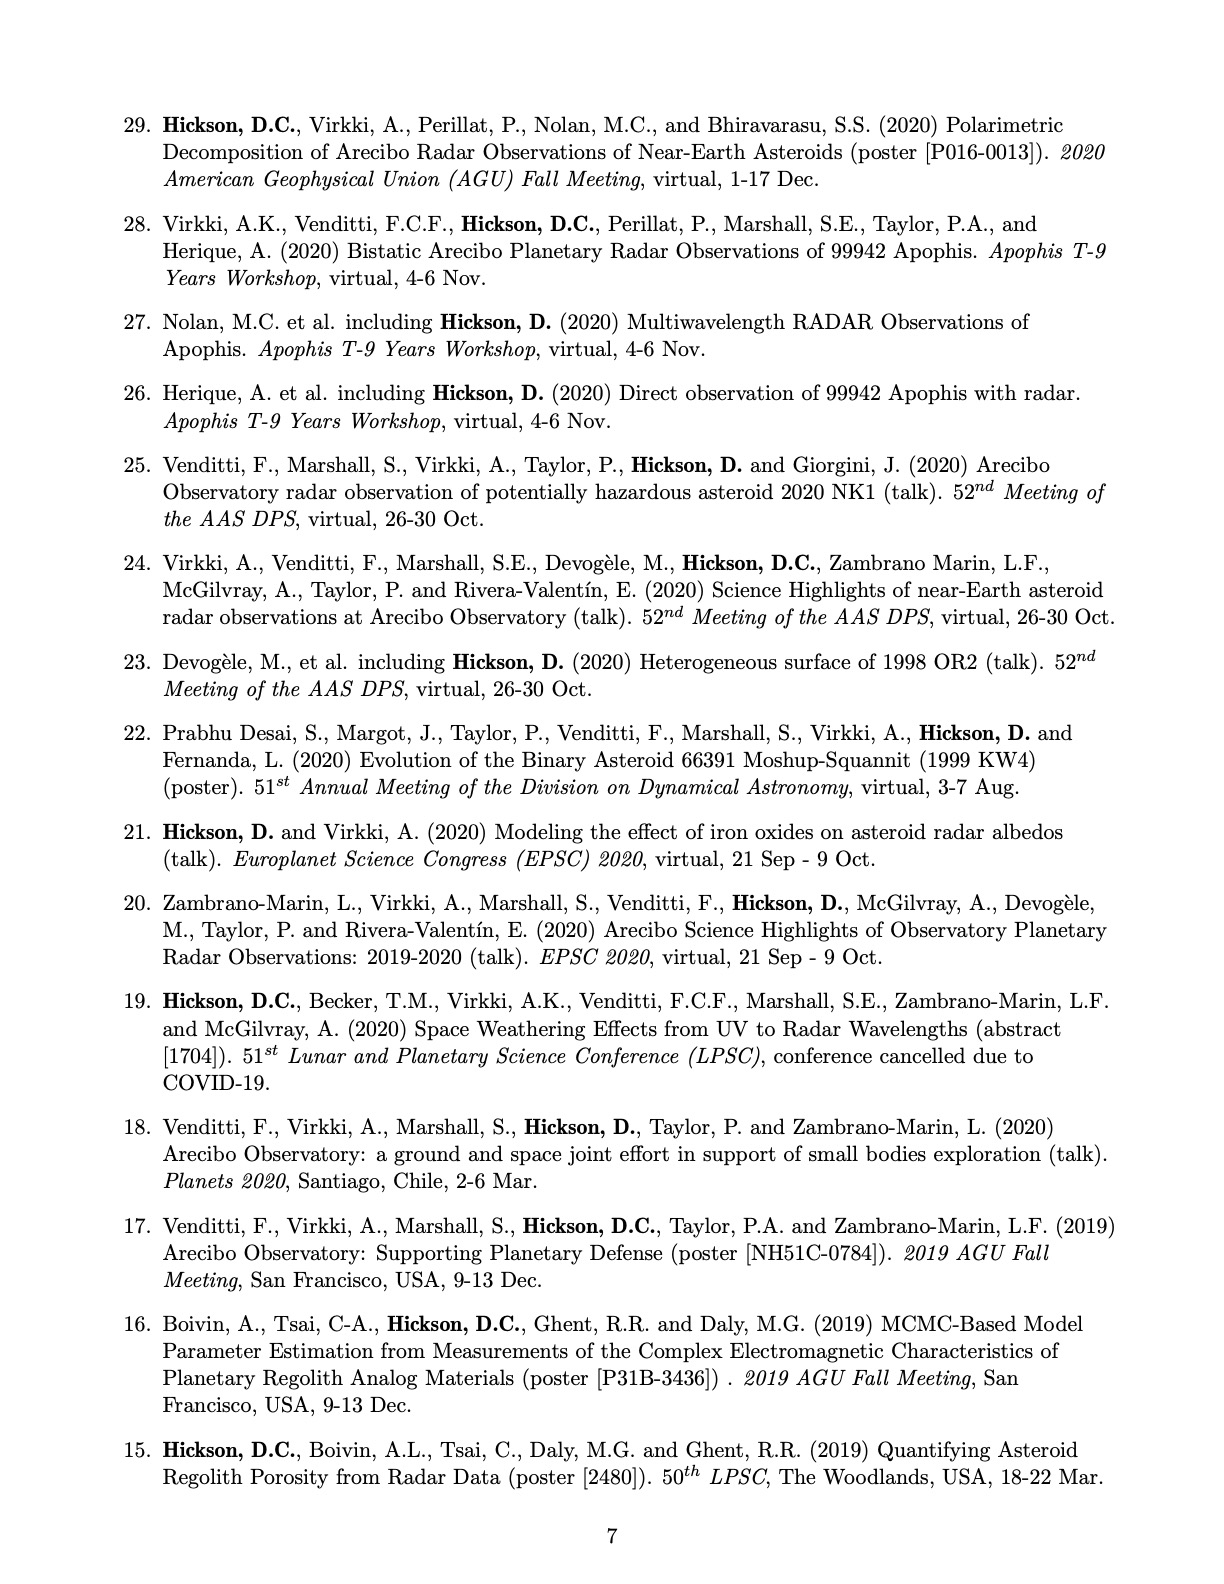 29. Hickson, D.C., Virkki, A., Perillat, P., Nolan, M.C., and Bhiravarasu, S.S. (2020) Polarimetric
Decomposition of Arecibo Radar Observations of Near-Earth Asteroids (poster [P016-0013]). 2020
American Geophysical Union (AGU) Fall Meeting, virtual, 1-17 Dec.
28. Virkki, A.K., Venditti, F.C.F., Hickson, D.C., Perillat, P., Marshall, S.E., Taylor, P.A., and
Herique, A. (2020) Bistatic Arecibo Planetary Radar Observations of 99942 Apophis. Apophis T-9
Years Workshop, virtual, 4-6 Nov.
27. Nolan, M.C. et al. including Hickson, D. (2020) Multiwavelength RADAR Observations of
Apophis. Apophis T-9 Years Workshop, virtual, 4-6 Nov.
26. Herique, A. et al. including Hickson, D. (2020) Direct observation of 99942 Apophis with radar.
Apophis T-9 Years Workshop, virtual, 4-6 Nov.
25. Venditti, F., Marshall, S., Virkki, A., Taylor, P., Hickson, D. and Giorgini, J. (2020) Arecibo
Observatory radar observation of potentially hazardous asteroid 2020 NK1 (talk). 52nd Meeting of
the AAS DPS, virtual, 26-30 Oct.
24. Virkki, A., Venditti, F., Marshall, S.E., Devogèle, M., Hickson, D.C., Zambrano Marin, L.F.,
McGilvray, A., Taylor, P. and Rivera-Valentín, E. (2020) Science Highlights of near-Earth asteroid
radar observations at Arecibo Observatory (talk). 52nd Meeting of the AAS DPS, virtual, 26-30 Oct.
23. Devogèle, M., et al. including Hickson, D. (2020) Heterogeneous surface of 1998 OR2 (talk). 52nd
Meeting of the AAS DPS, virtual, 26-30 Oct.
22. Prabhu Desai, S., Margot, J., Taylor, P., Venditti, F., Marshall, S., Virkki, A., Hickson, D. and
Fernanda, L. (2020) Evolution of the Binary Asteroid 66391 Moshup-Squannit (1999 KW4)
(poster). 51st Annual Meeting of the Division on Dynamical Astronomy, virtual, 3-7 Aug.
21. Hickson, D. and Virkki, A. (2020) Modeling the effect of iron oxides on asteroid radar albedos
(talk). Europlanet Science Congress (EPSC) 2020, virtual, 21 Sep - 9 Oct.
20. Zambrano-Marin, L., Virkki, A., Marshall, S., Venditti, F., Hickson, D., McGilvray, A., Devogèle,
M., Taylor, P. and Rivera-Valentín, E. (2020) Arecibo Science Highlights of Observatory Planetary
Radar Observations: 2019-2020 (talk). EPSC 2020, virtual, 21 Sep - 9 Oct.
19. Hickson, D.C., Becker, T.M., Virkki, A.K., Venditti, F.C.F., Marshall, S.E., Zambrano-Marin, L.F.
and McGilvray, A. (2020) Space Weathering Effects from UV to Radar Wavelengths (abstract
[1704]). 51st Lunar and Planetary Science Conference (LPSC), conference cancelled due to
COVID-19.
18. Venditti, F., Virkki, A., Marshall, S., Hickson, D., Taylor, P. and Zambrano-Marin, L. (2020)
Arecibo Observatory: a ground and space joint effort in support of small bodies exploration (talk).
Planets 2020, Santiago, Chile, 2-6 Mar.
17. Venditti, F., Virkki, A., Marshall, S., Hickson, D.C., Taylor, P.A. and Zambrano-Marin, L.F. (2019)
Arecibo Observatory: Supporting Planetary Defense (poster [NH51C-0784]). 2019 AGU Fall
Meeting, San Francisco, USA, 9-13 Dec.
16. Boivin, A., Tsai, C-A., Hickson, D.C., Ghent, R.R. and Daly, M.G. (2019) MCMC-Based Model
Parameter Estimation from Measurements of the Complex Electromagnetic Characteristics of
Planetary Regolith Analog Materials (poster [P31B-3436]) . 2019 AGU Fall Meeting, San
Francisco, USA, 9-13 Dec.
15. Hickson, D.C., Boivin, A.L., Tsai, C., Daly, M.G. and Ghent, R.R. (2019) Quantifying Asteroid
Regolith Porosity from Radar Data (poster [2480]). 50th LPSC, The Woodlands, USA, 18-22 Mar.
7